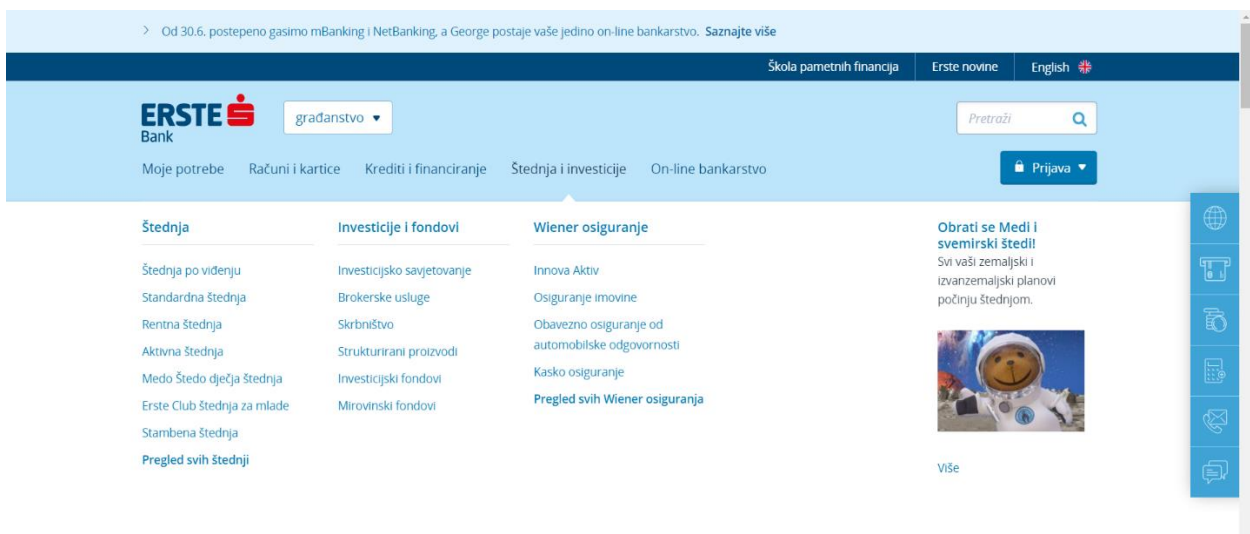 Od 30.6. postepeno gasimo mBanking i NetBanking, a George postaje vaše jedino on-line bankarstvo. Saznajte više
Škola pametnih financija
Erste novine
English
ERSTE
Bank
građanstvo
Pretraži
Moje potrebe
Računi i kartice
Krediti i financiranje
Štednja i investicije
On-line bankarstvo
Prijava
Štednja
Štednja po viđenju
Standardna štednja
Rentna štednja
Aktivna štednja
Medo Štedo dječja štednja
Erste Club štednja za mlade
Stambena štednja
Pregled svih štednji
Investicije i fondovi
Investicijsko savjetovanje
Brokerske usluge
Skrbništvo
Strukturirani proizvodi
Investicijski fondovi
Mirovinski fondovi
Wiener osiguranje
Innova Aktiv
Osiguranje imovine
Obavezno osiguranje od
automobilske odgovornosti
Kasko osiguranje
Pregled svih Wiener osiguranja
Obrati se Medi i
svemirski štedi!
Svi vaši zemaljski i
izvanzemaljski planovi
počinju štednjom.
Više